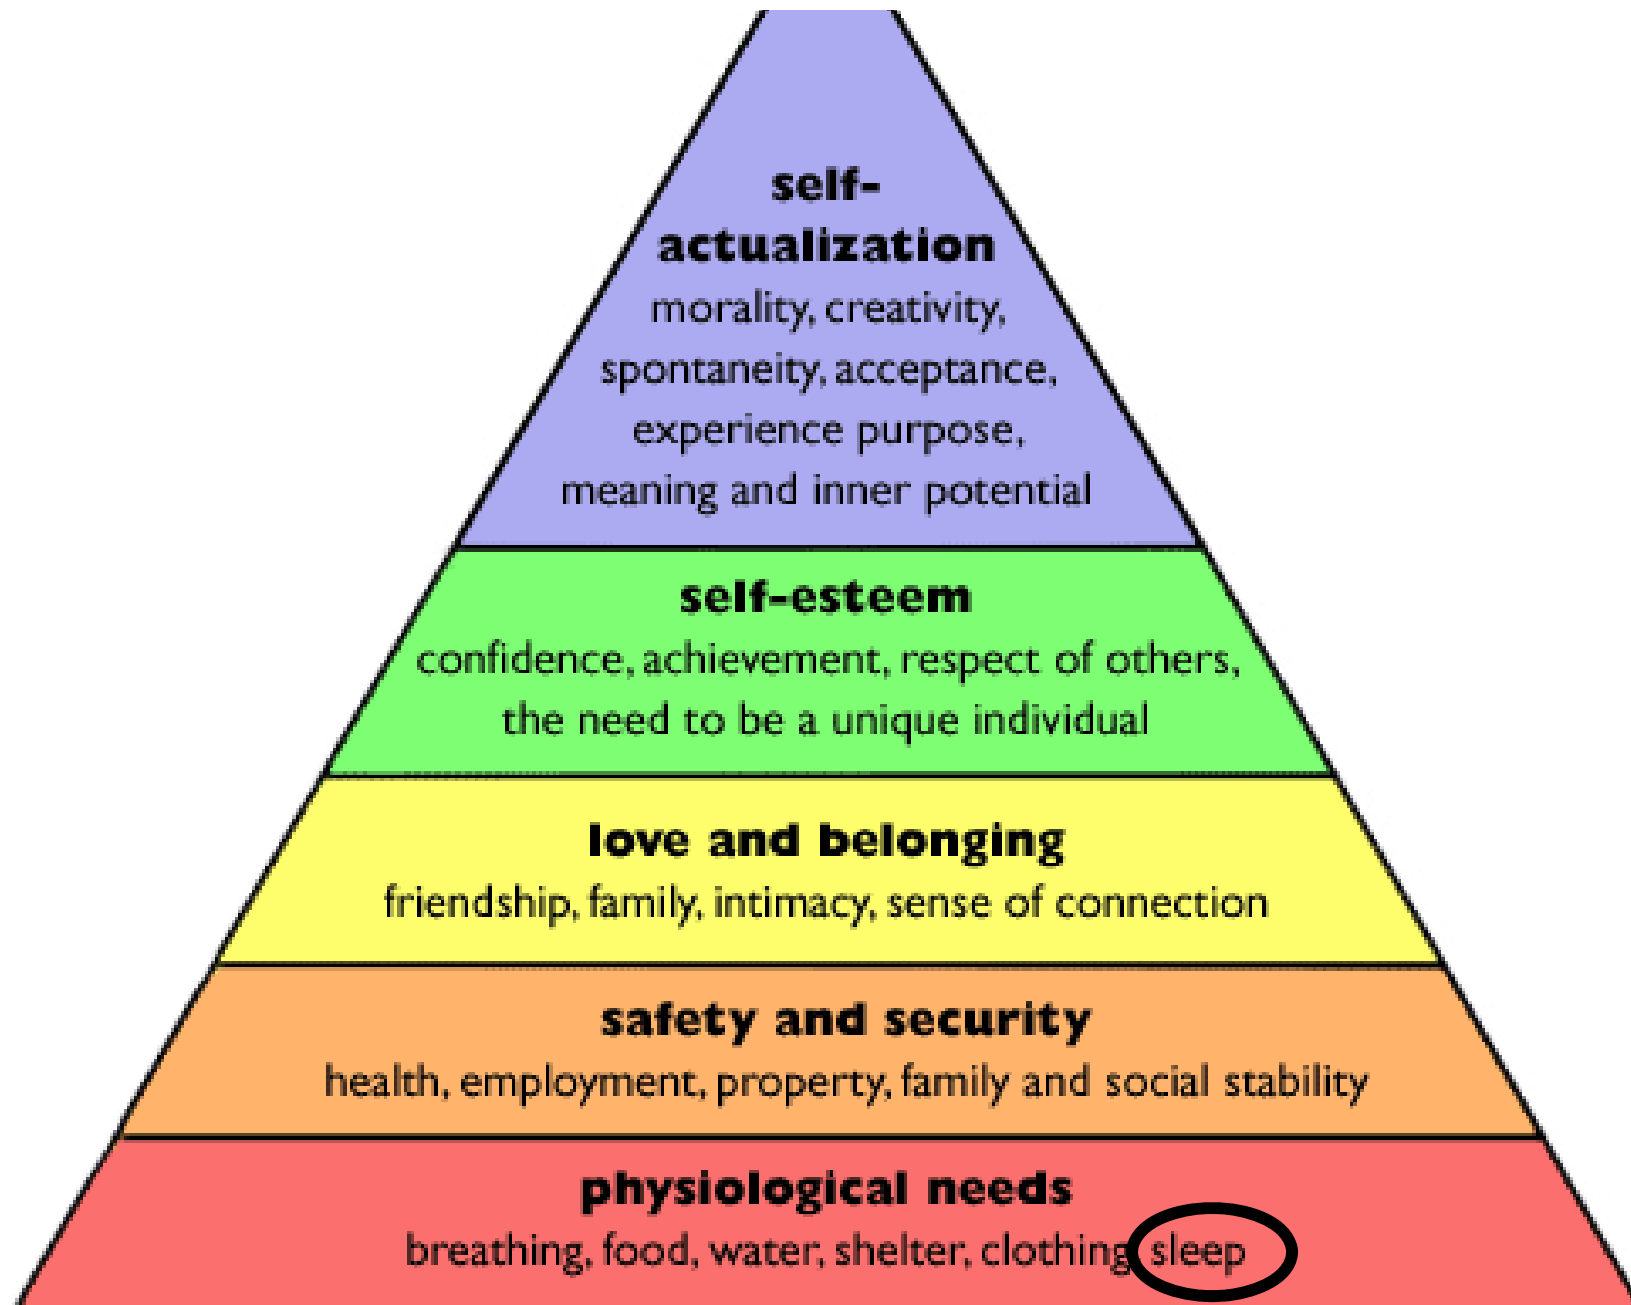 self-
actualization
morality, creativity,
spontaneity, acceptance,
experience purpose,
meaning and inner potential
self-esteem
confidence, achievement, respect of others,
the need to be a unique individual
love and belonging
friendship, family, intimacy, sense of connection
safety and security
health, employment, property, family and social stability
physiological needs
breathing, food, water, shelter, clothing sleep